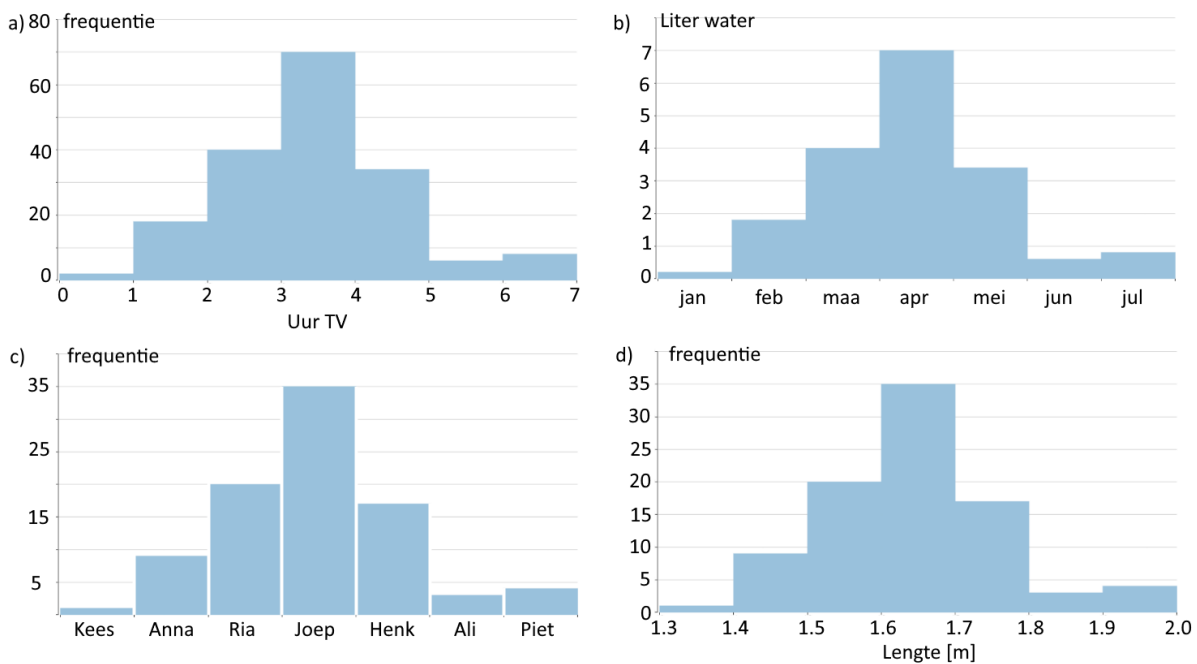 a) 80 frequentie
60
40
20
0
0 1 2 3 4 5 6 7
Uur TV
b) Liter water
7
6
5
4
3
2
1
0
jan feb maa apr mei jun jul
c) frequentie
35
25
15
5
Kees Anna Ria Joep Henk Ali Piet
d) frequentie
35
30
25
20
15
10
5
0
1.3 1.4 1.5 1.6 1.7 1.8 1.9 2.0
Lengte [m]